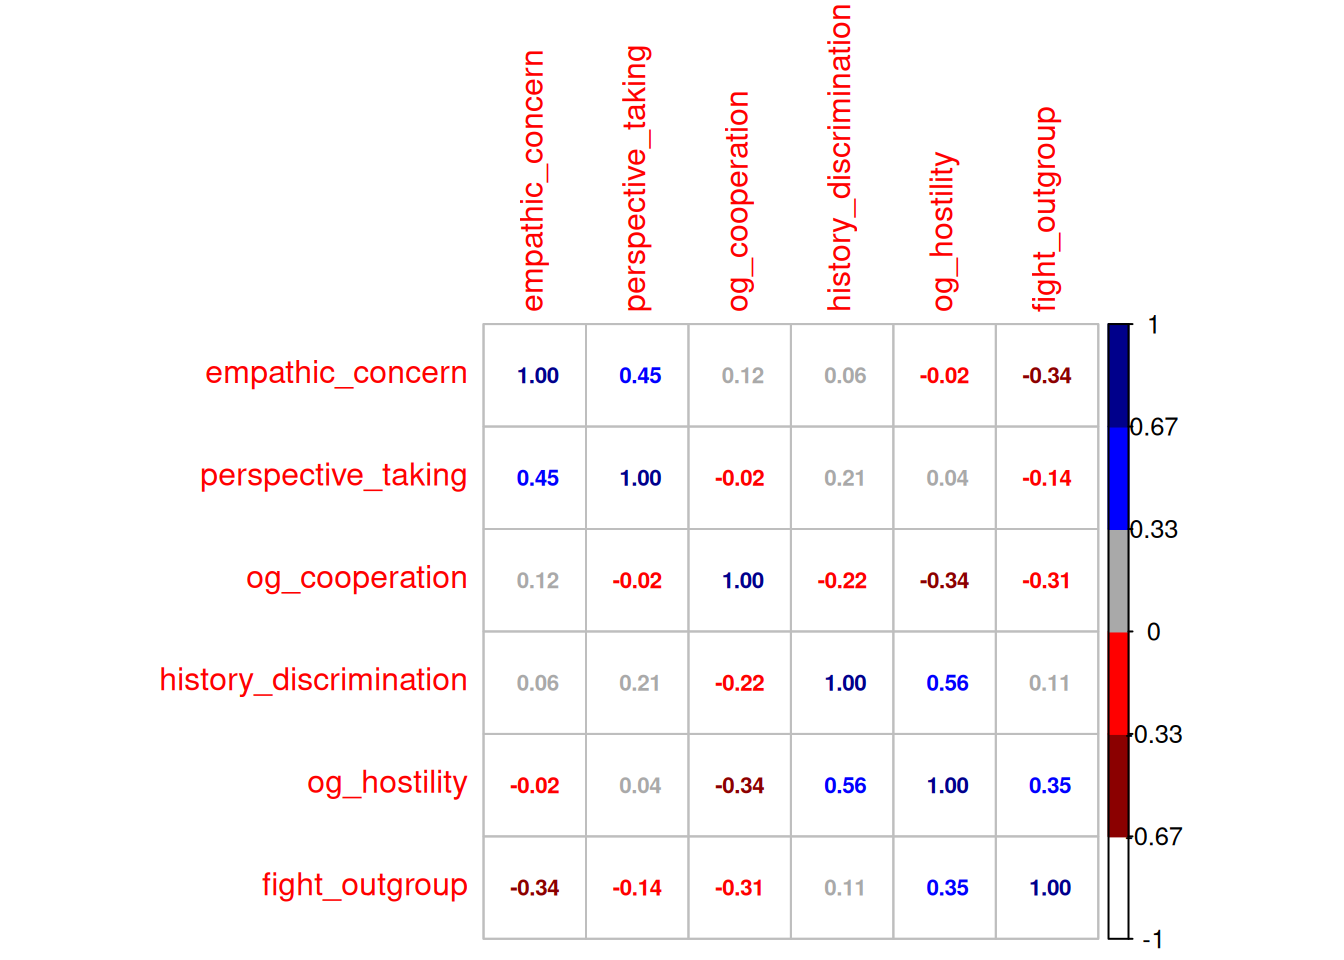 empathic_concern perspective_taking og_cooperation history_discrimination og_hostility fight_outgroup
empathic_concern 1.00 0.45 0.12 0.06 -0.02 -0.34
perspective_taking 0.45 1.00 -0.02 0.21 0.04 -0.14
og_cooperation 0.12 -0.02 1.00 -0.22 -0.34 -0.31
history_discrimination 0.06 0.21 -0.22 1.00 0.56 0.11
og_hostility -0.02 0.04 -0.34 0.56 1.00 0.35
fight_outgroup -0.34 -0.14 -0.31 0.11 0.35 1.00
1
0.67
0.33
0
-0.33
-0.67
-1